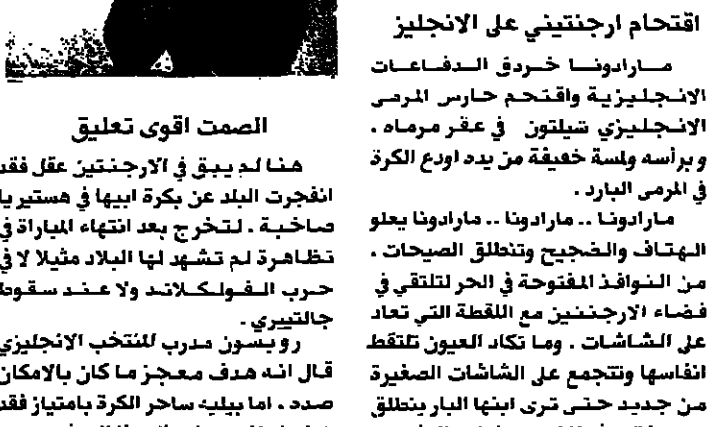 اقتحام ارجنتيني على الانجليز
مارادونا خردق الدفاعات
الانجليزية واقتحم حارس المرمى
الانجليزي شيلتون في عقر مرماه .
وبرأسه ولمسة خفيفة من يده اودع الكرة
في المرمى البارد .
مارادونا .. مارادونا .. مارادونا يعلو
الهتاف والضجيج وتنطلق الصيحات .
من النوافذ المفتوحة في الحر لتلتقي في
فضاء الارجنتين مع اللقطة التي تعاد
على الشاشات . وما تكاد العيون تلتقط
انفاسها وتتجمع على الشاشات الصغيرة
من جديد حتى ترى ابنها البار ينطلق
الصمت اقوى تعليق
هنا لم يبق في الارجنتين عقل فقد
انفجرت البلد عن بكرة ابيها في هستيريا
صاخبة . لتخرج بعد انتهاء المباراة في
تظاهرة لم تشهد لها البلاد مثيلا لا في
حرب الفولكلاند ولا عند سقوط
جالتييري .
روبسون مدرب للمنتخب الانجليزي
قال انه هدف معجز ما كان بالامكان
صده . اما بيليه ساحر الكرة بامتياز فقد